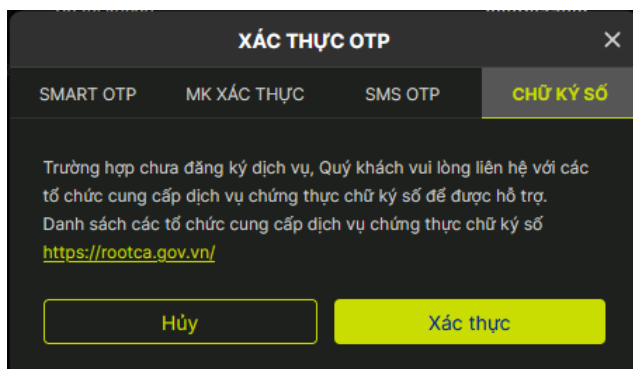 XÁC THỰC OTP
SMART OTP MK XÁC THỰC SMS OTP CHỮ KÝ SỐ
Trường hợp chưa đăng ký dịch vụ, Quý khách vui lòng liên hệ với các
tổ chức cung cấp dịch vụ chứng thực chữ ký số để được hỗ trợ.
Danh sách các tổ chức cung cấp dịch vụ chứng thực chữ ký số
https://rootca.gov.vn/
Hủy Xác thực